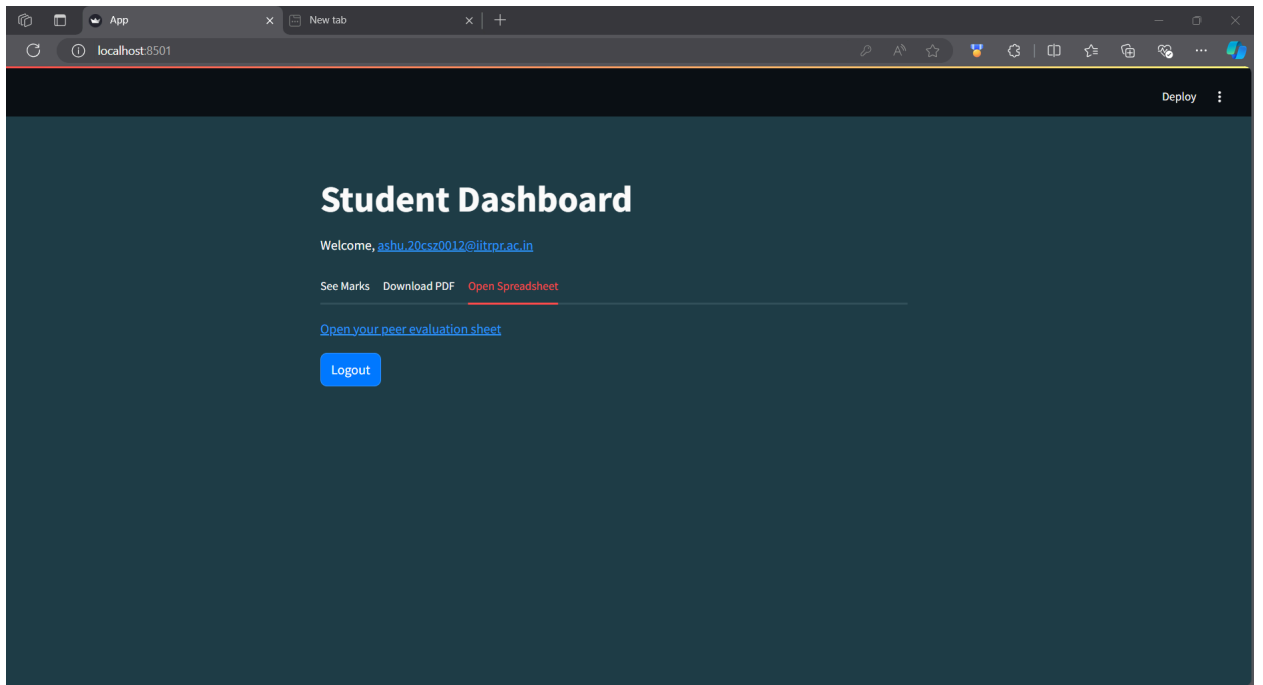 App
New tab
localhost:8501
Deploy
Student Dashboard
Welcome, ashu.20csz0012@iitrpr.ac.in
See Marks Download PDF Open Spreadsheet
Open your peer evaluation sheet
Logout